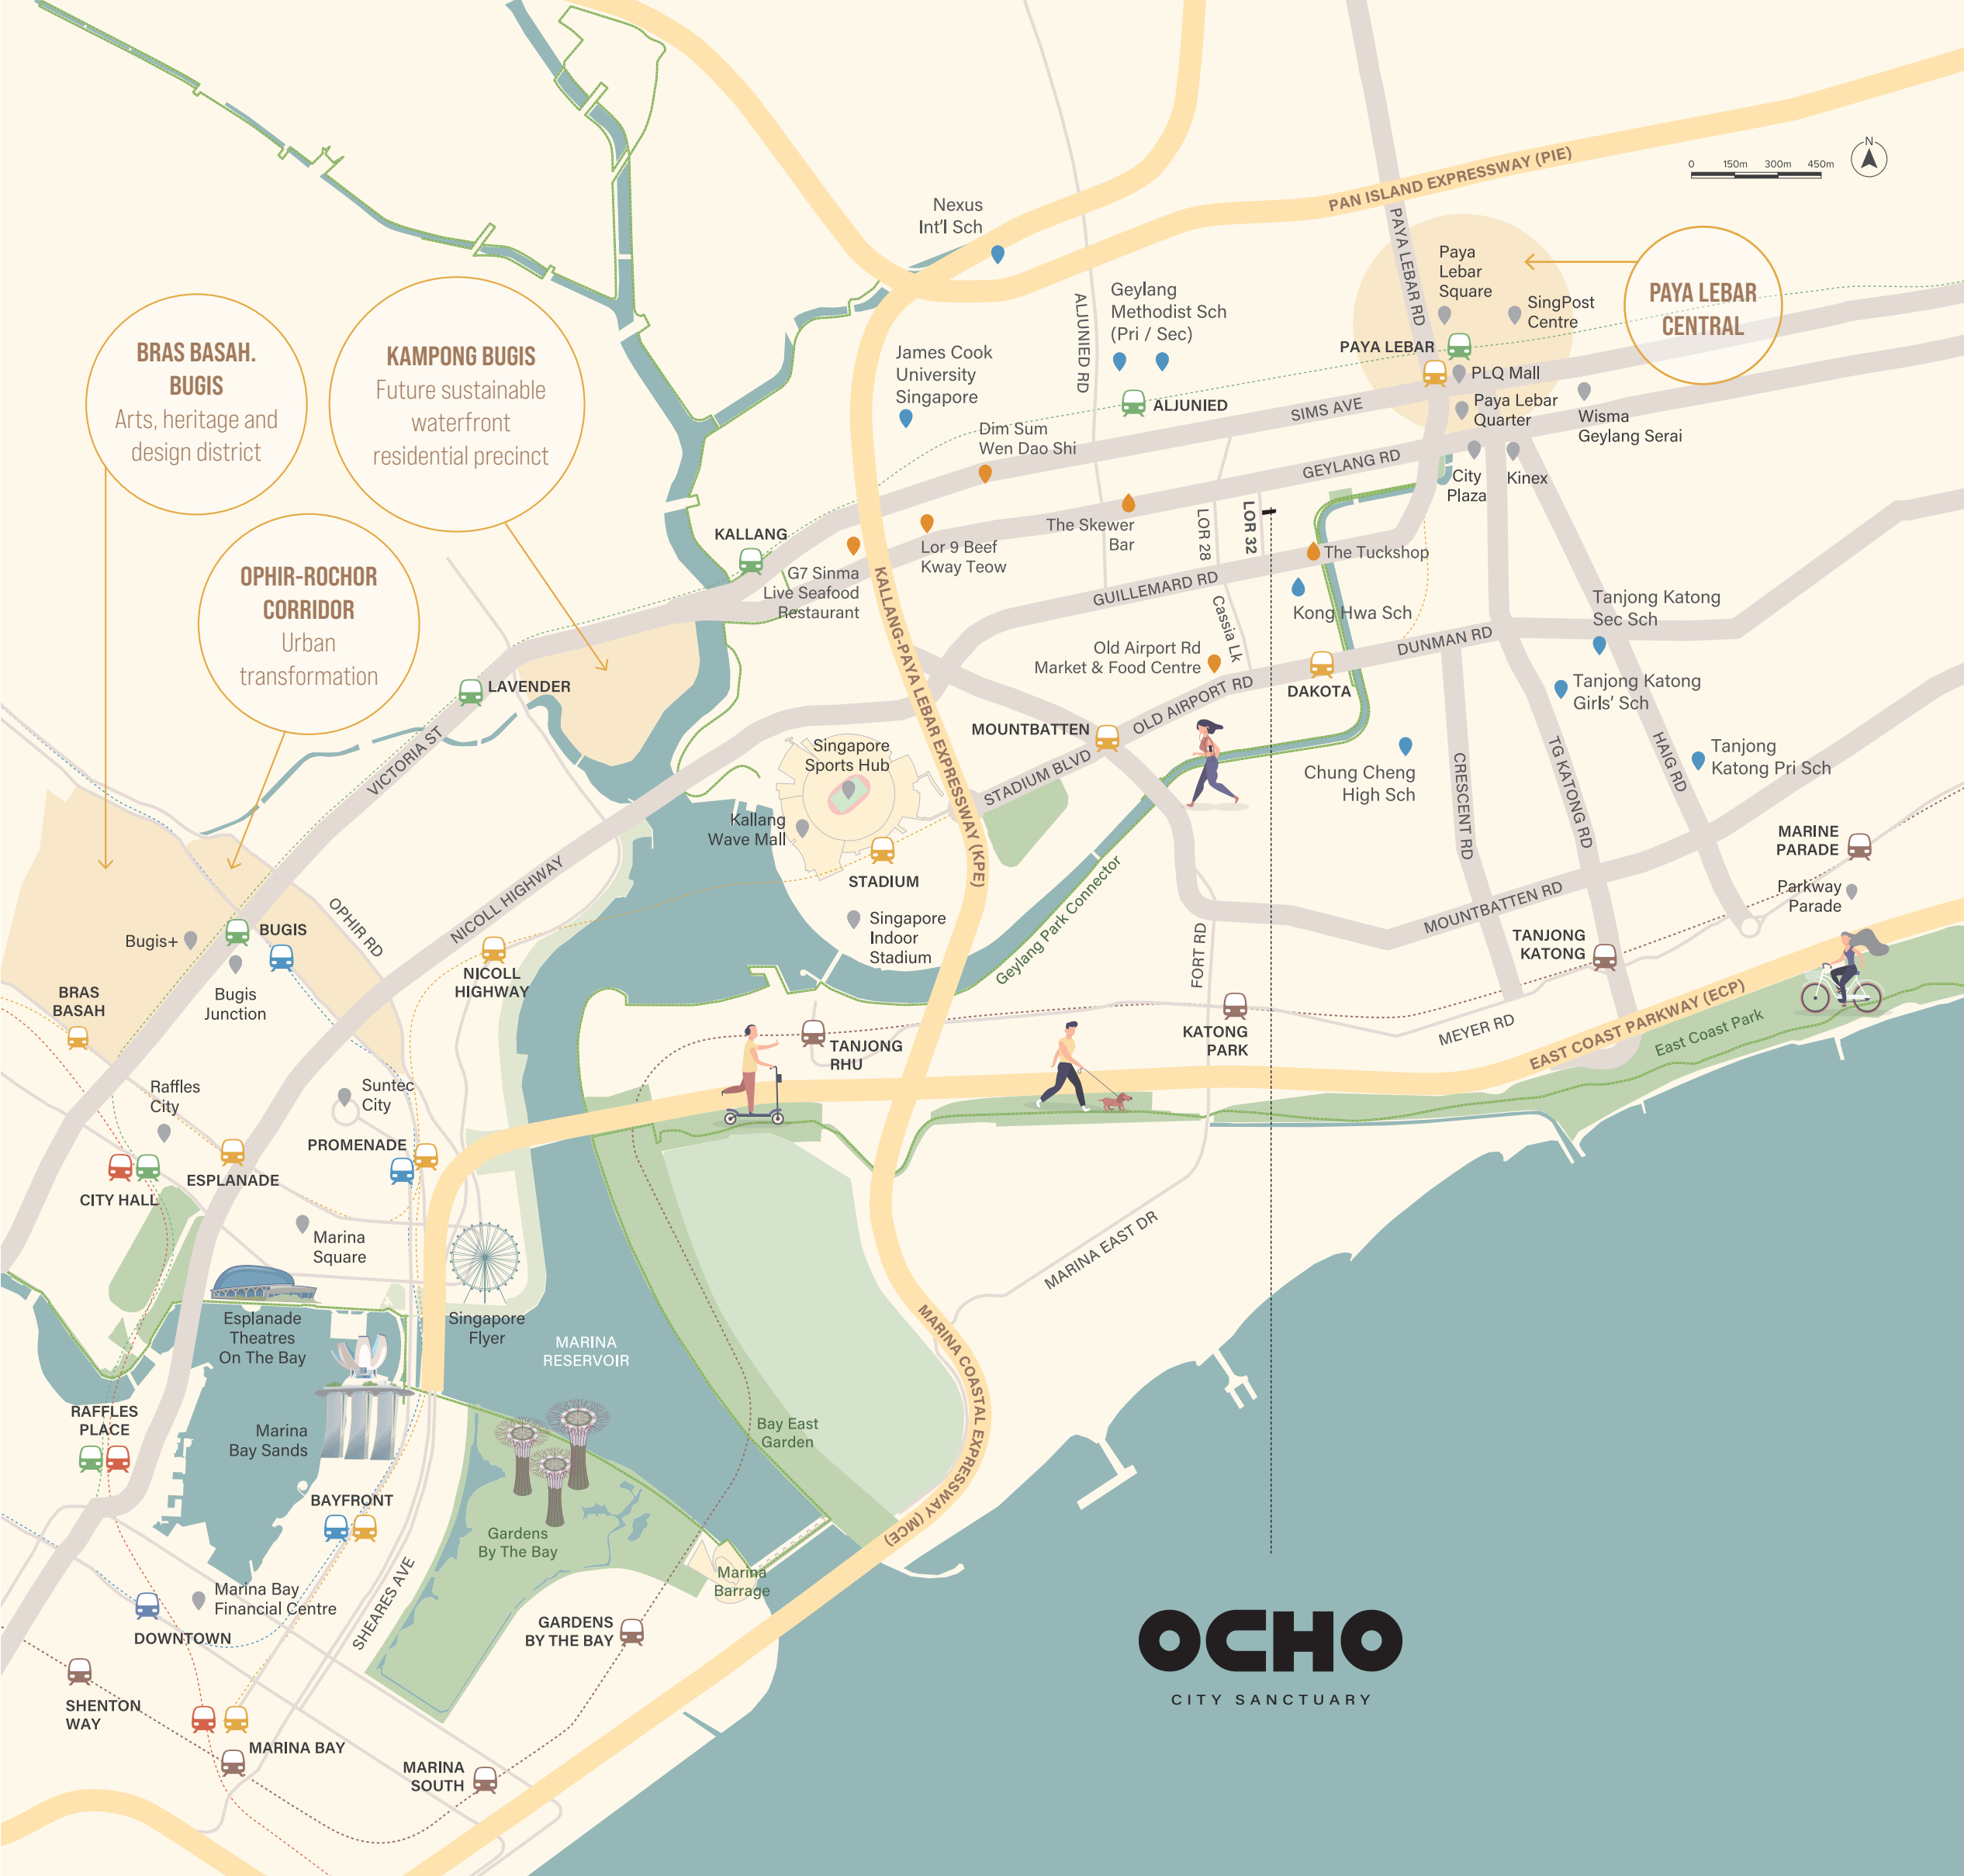 N
0 150m 300m 450m
PAN ISLAND EXPRESSWAY (PIE)
Nexus
Int'l Sch
PAYA LEBAR RD
Paya
Lebar
Square
SingPost
Centre
PAYA LEBAR
CENTRAL
PAYA LEBAR
PLQ Mall
Paya Lebar
Quarter
Wisma
Geylang Serai
City
Plaza
Kinex
ALJUNIED RD
Geylang
Methodist Sch
(Pri / Sec)
ALJUNIED
SIMS AVE
GEYLANG RD
James Cook
University
Singapore
Dim Sum
Wen Dao Shi
The Skewer
Bar
Lor 9 Beef
Kway Teow
G7 Sinma
Live Seafood
Restaurant
KALLANG
BRAS BASAH.
BUGIS
Arts, heritage and
design district
KAMPONG BUGIS
Future sustainable
waterfront
residential precinct
OPHIR-ROCHOR
CORRIDOR
Urban
transformation
LOR 28
LOR 32
The Tuckshop
GUILLEMARD RD
Cassia Lk
Kong Hwa Sch
Old Airport Rd
Market & Food Centre
DUNMAN RD
DAKOTA
OLD AIRPORT RD
MOUNTBATTEN
STADIUM BLVD
KALLANG-PAYA LEBAR EXPRESSWAY (KPE)
Tanjong Katong
Sec Sch
Tanjong Katong
Girls' Sch
Tanjong
Katong Pri Sch
Chung Cheng
High Sch
CRESCENT RD
TG KATONG RD
HAIG RD
MARINE
PARADE
Parkway
Parade
MOUNTBATTEN RD
TANJONG
KATONG
LAVENDER
VICTORIA ST
Singapore
Sports Hub
Kallang
Wave Mall
STADIUM
Singapore
Indoor
Stadium
Geylang Park Connector
NICOLL HIGHWAY
OPHIR RD
Bugis+
BUGIS
Bugis
Junction
BRAS
BASAH
NICOLL
HIGHWAY
FORT RD
KATONG
PARK
MEYER RD
EAST COAST PARKWAY (ECP)
East Coast Park
TANJONG
RHU
Raffles
City
Suntec
City
PROMENADE
CITY HALL
ESPLANADE
Marina
Square
Esplanade
Theatres
On The Bay
Singapore
Flyer
MARINA
RESERVOIR
MARINA EAST DR
MARINA COASTAL EXPRESSWAY (MCE)
RAFFLES
PLACE
Marina
Bay Sands
Bay East
Garden
BAYFRONT
Gardens
By The Bay
Marina
Barrage
Marina Bay
Financial Centre
DOWNTOWN
SHEARES AVE
GARDENS
BY THE BAY
SHENTON
WAY
MARINA BAY
MARINA
SOUTH
OCHO
CITY SANCTUARY